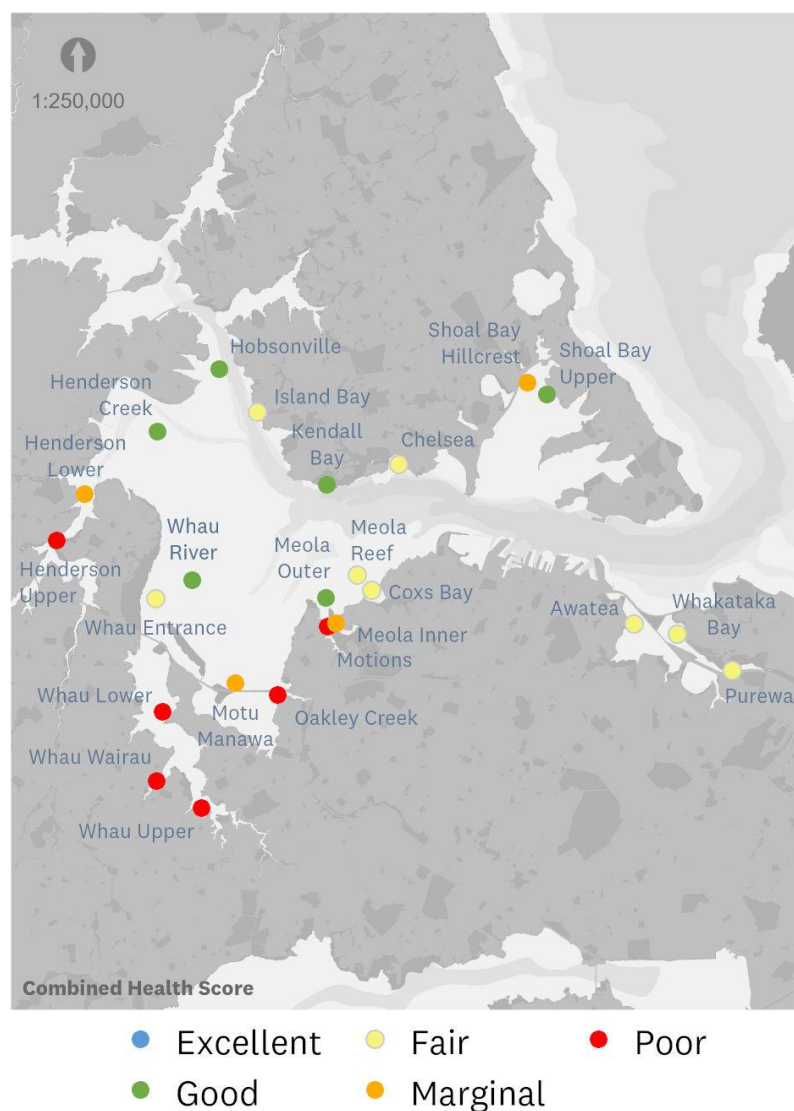 1:250,000
Hobsonville
Shoal Bay
Hillcrest
Shoal Bay
Upper
Henderson
Creek
Island Bay
Kendall
Bay
Chelsea
Henderson
Lower
Whau
River
Meola
Outer
Meola
Reef
Henderson
Upper
Coxs Bay
Awatea
Whakataka
Bay
Whau Entrance
Meola Inner
Motions
Purewa
Whau Lower
Motu
Manawa
Oakley Creek
Whau Wairau
Whau Upper
Combined Health Score
Excellent
Fair
Poor
Good
Marginal